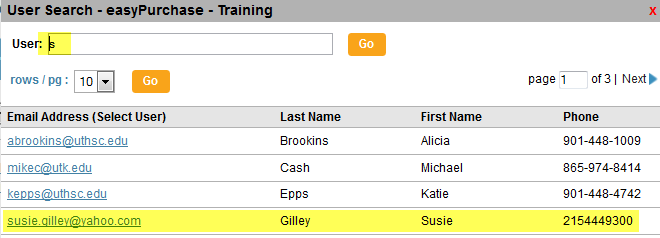 User Search - easyPurchase - Training x
User: s Go
rows / pg : 10 Go page 1 of 3 | Next
Email Address (Select User) Last Name First Name Phone
abrookins@uthsc.edu Brookins Alicia 901-448-1009
mikec@utk.edu Cash Michael 865-974-8414
kepps@uthsc.edu Epps Katie 901-448-4742
susie.gilley@yahoo.com Gilley Susie 2154449300